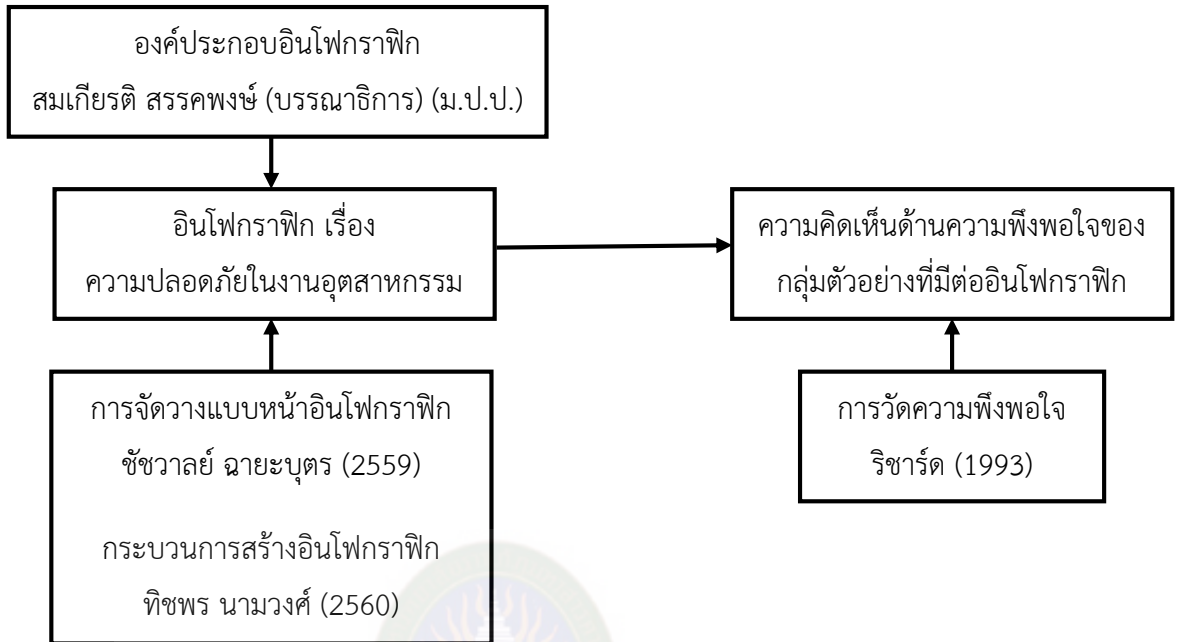 องค์ประกอบอินโฟกราฟิก
สมเกียรติ สรรคพงษ์ (บรรณาธิการ) (ม.ป.ป.)
อินโฟกราฟิก เรื่อง
ความปลอดภัยในงานอุตสาหกรรม
ความคิดเห็นด้านความพึงพอใจของ
กลุ่มตัวอย่างที่มีต่ออินโฟกราฟิก
การจัดวางแบบหน้าอินโฟกราฟิก
ชัชวาลย์ ฉายะบุตร (2559)
กระบวนการสร้างอินโฟกราฟิก
ทิชพร นามวงศ์ (2560)
การวัดความพึงพอใจ
ริชาร์ด (1993)